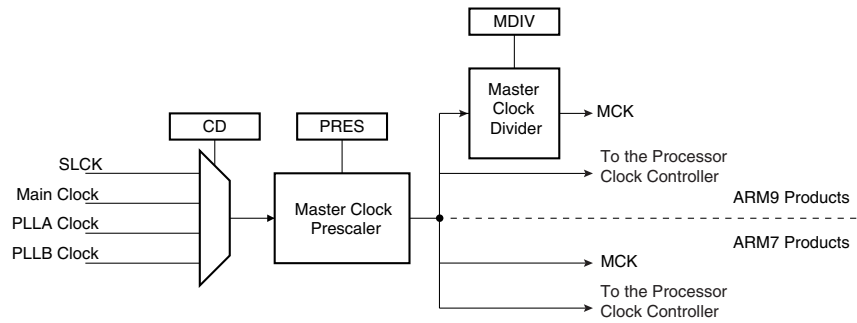 MDIV
Master
Clock
Divider
MCK
CD
PRES
SLCK
Main Clock
PLLA Clock
PLLB Clock
Master Clock
Prescaler
To the Processor
Clock Controller
ARM9 Products
ARM7 Products
MCK
To the Processor
Clock Controller